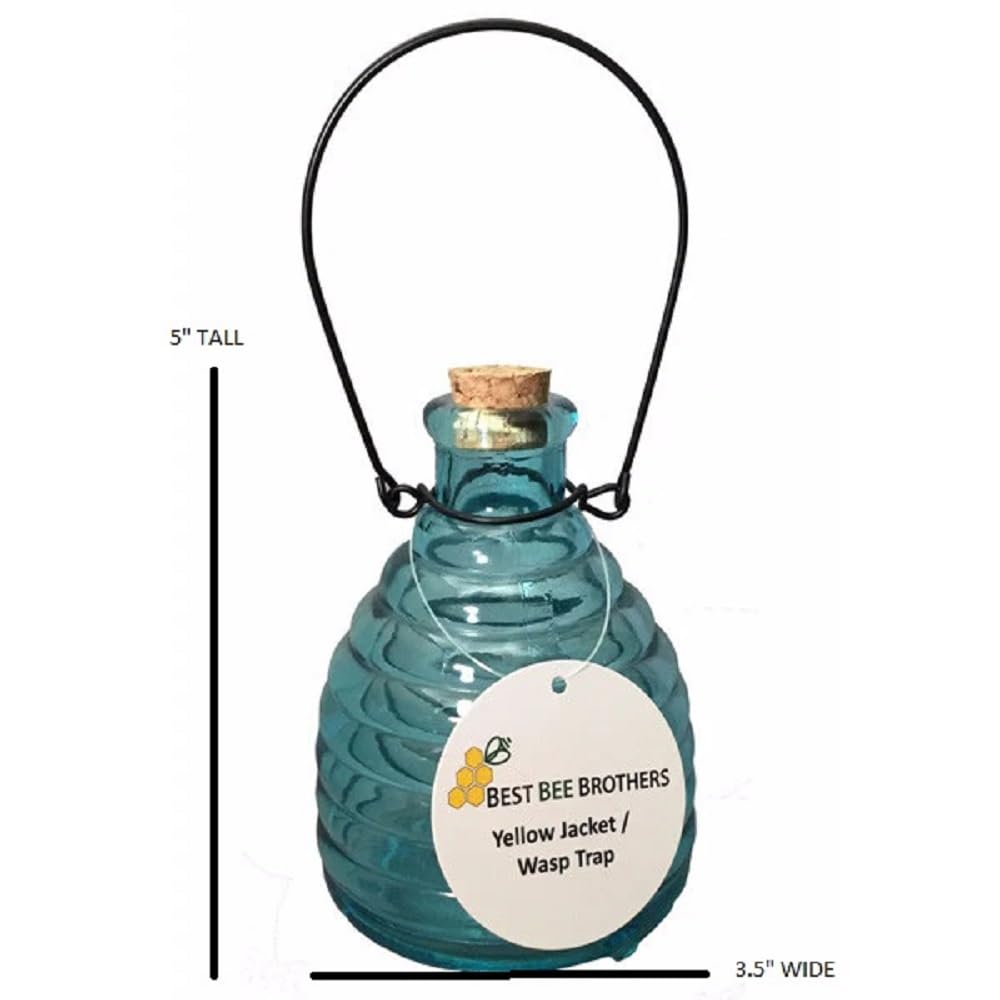 5" TALL
BEST BEE BROTHERS
Yellow Jacket /
Wasp Trap
3.5" WIDE